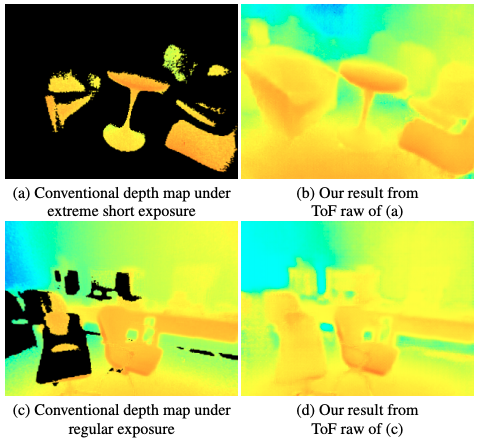 (a) Conventional depth map under
extreme short exposure
(b) Our result from
ToF raw of (a)
(c) Conventional depth map under
regular exposure
(d) Our result from
ToF raw of (c)